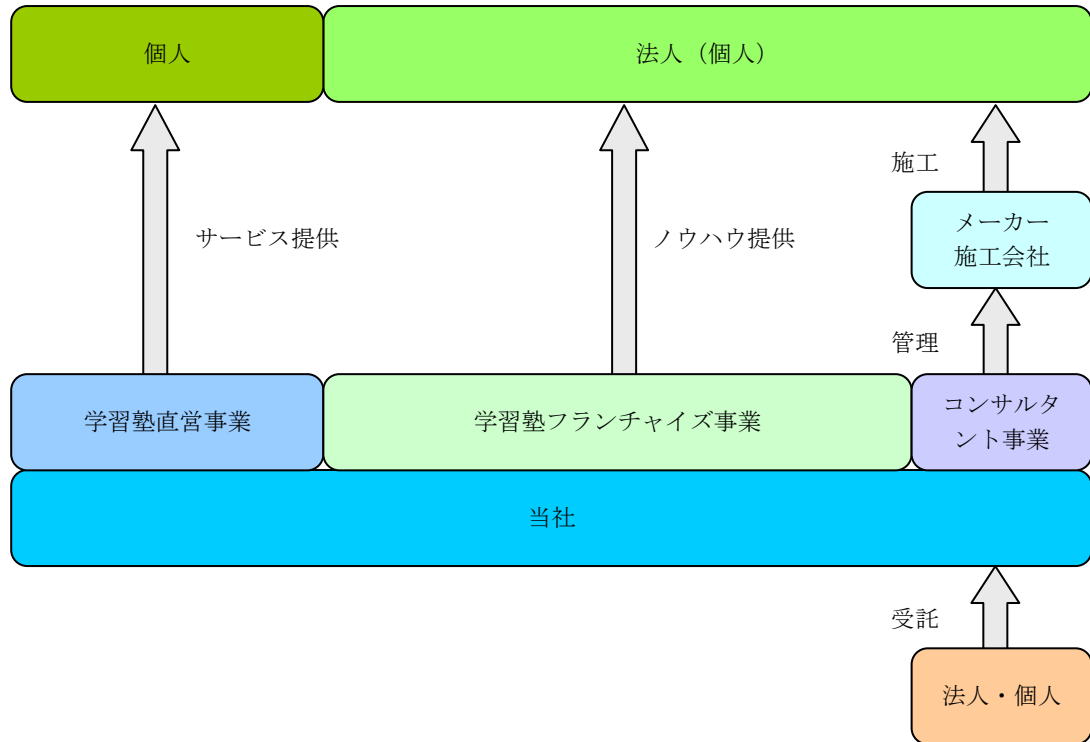 個人
法人（個人）
施工
メーカー
施工会社
サービス提供
ノウハウ提供
管理
学習塾直営事業
学習塾フランチャイズ事業
コンサルタ
ント事業
当社
受託
法人・個人